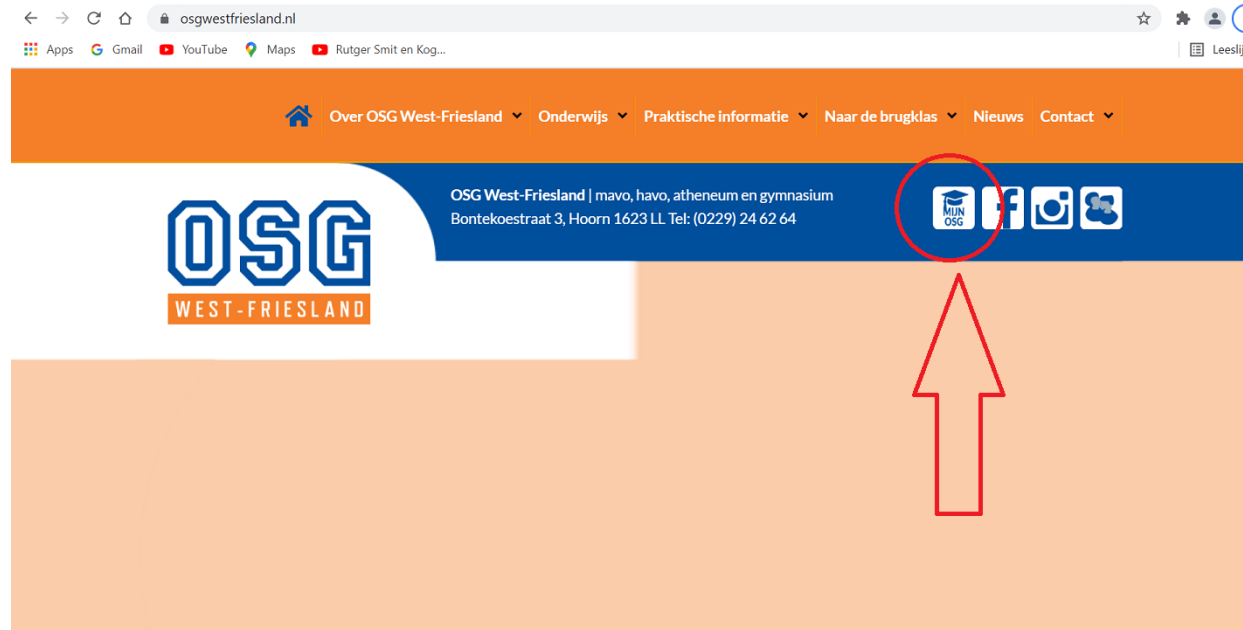 osgwestfriesland.nl
Apps Gmail YouTube Maps Rutger Smit en Kog... Leeslij
Over OSG West-Friesland Onderwijs Praktische informatie Naar de brugklas Nieuws Contact
OSG West-Friesland | mavo, havo, atheneum en gymnasium
Bontekoestraat 3, Hoorn 1623 LL Tel: (0229) 24 62 64
MIJN
OSG
OSG
WEST-FRIESLAND